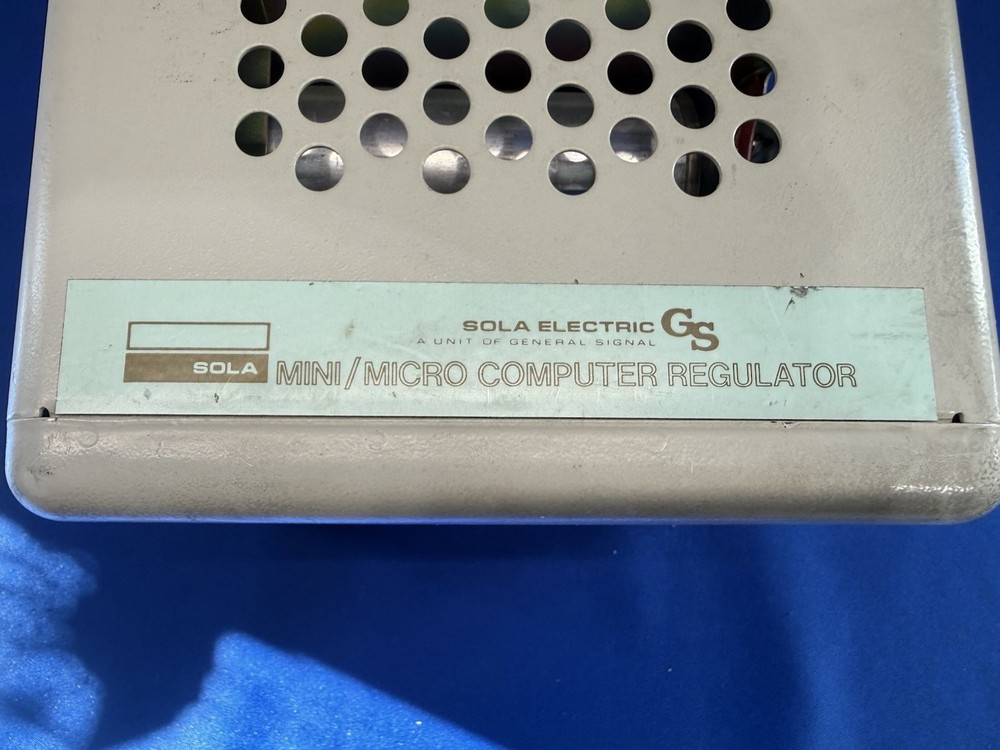 SOLA ELECTRIC GS
A UNIT OF GENERAL SIGNAL
SOLA MINI/MICRO COMPUTER REGULATOR